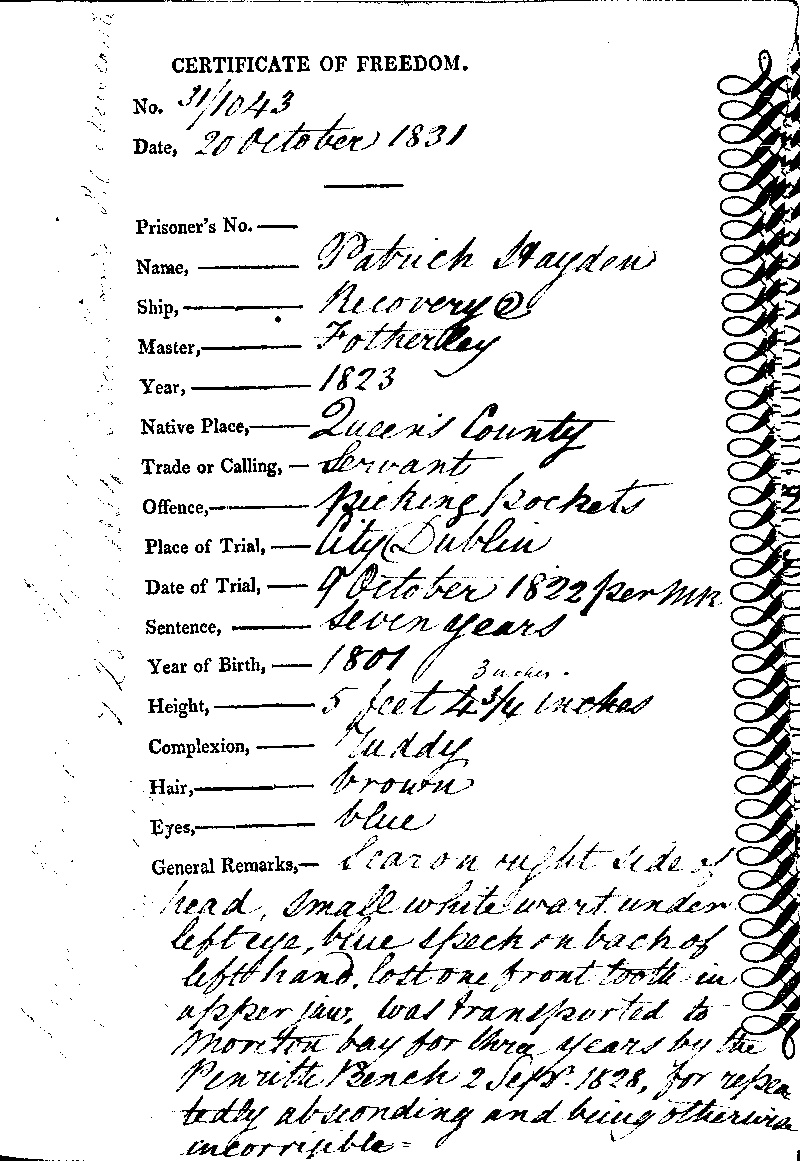 CERTIFICATE OF FREEDOM.
No. 31/1043
Date, 20 October 1831
Prisoner's No. —
Name, — Patrick Hayden
Ship, — Recovery (2)
Master, — Fotherley
Year, — 1823
Native Place, — Queen's County
Trade or Calling, — Servant
Offence, — picking pockets
Place of Trial, — City Dublin
Date of Trial, — 9 October 1822 per
Sentence, — seven years
Year of Birth, — 1801
3 inches.
Height, — 5 feet 4 3/4 inches
Complexion, — ruddy
Hair, — brown
Eyes, — blue
General Remarks, — Scar on right side of
head, small white wart under
left eye, blue speck on back of
left hand, lost one front tooth in
upper jaw, was transported to
Moreton bay for three years by the
Penrith Bench 2 Sepr. 1828, for repea
tedly absconding and being otherwise
incorrigible =